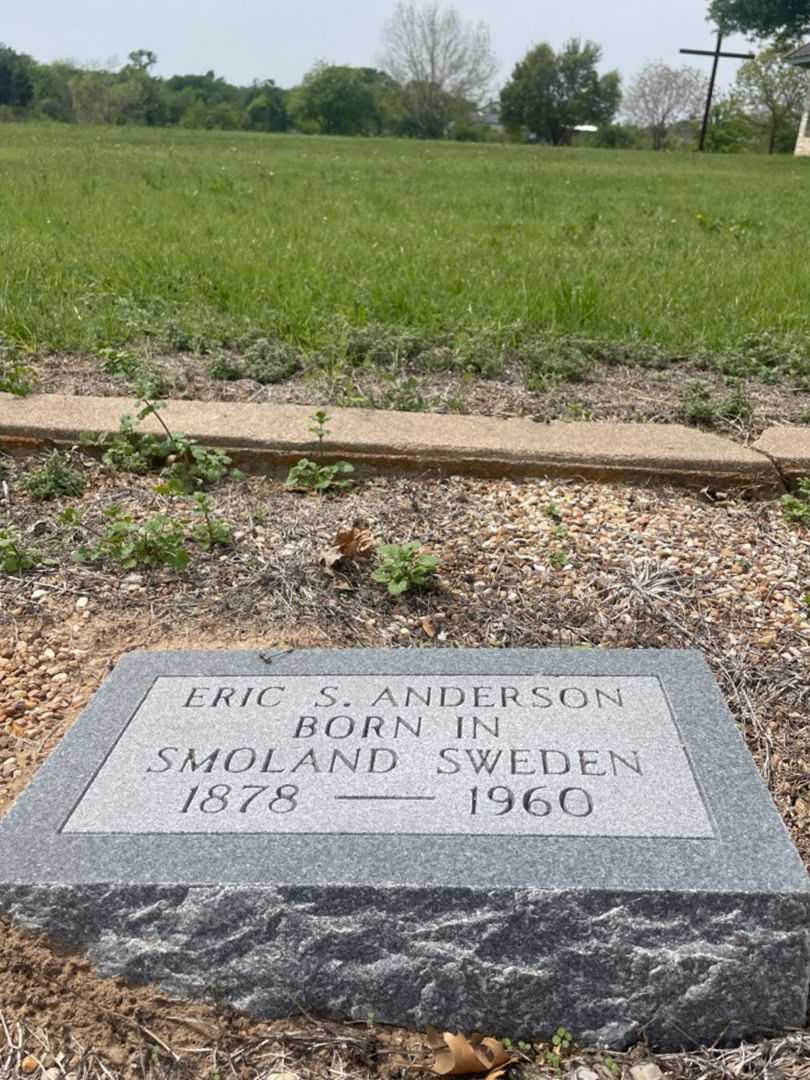 ERIC S. ANDERSON
BORN IN
SMOLAND SWEDEN
1878 — 1960